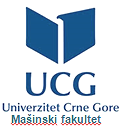 UCG
Univerzitet Crne Gore
Mašinski fakultet